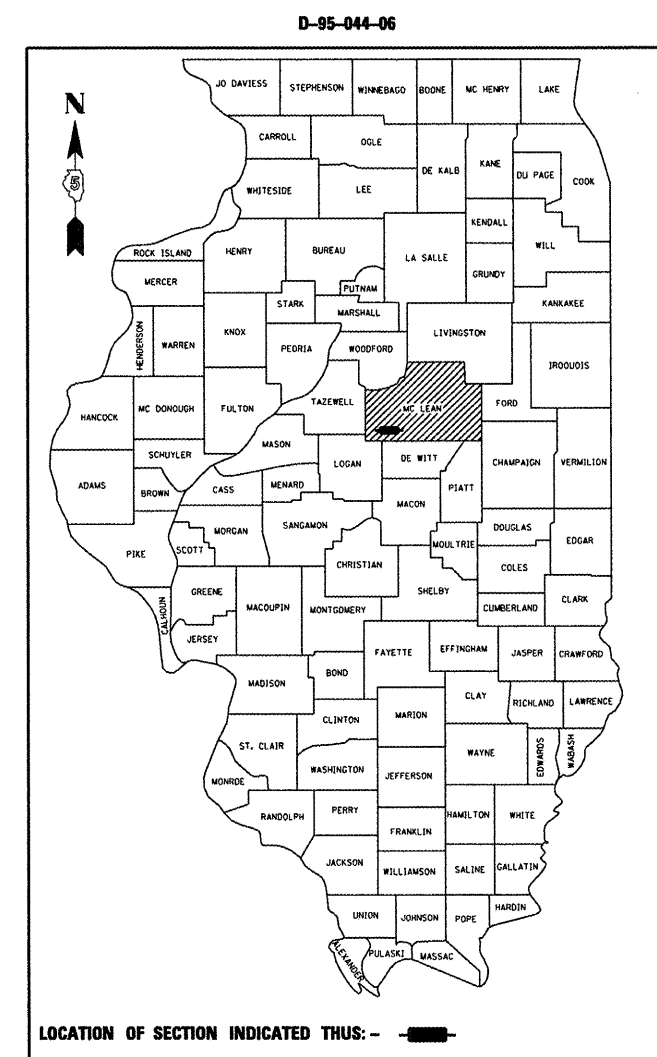 D-95-044-06
JO DAVIESS
STEPHENSON
WINNEBAGO
BOONE
MC HENRY
LAKE
N
CARROLL
OGLE
DE KALB
KANE
DU PAGE
COOK
WHITESIDE
LEE
KENDALL
WILL
ROCK ISLAND
HENRY
BUREAU
LA SALLE
GRUNDY
MERCER
PUTNAM
STARK
MARSHALL
KANKAKEE
HENDERSON
WARREN
KNOX
PEORIA
WOODFORD
LIVINGSTON
IROQUOIS
HANCOCK
MC DONOUGH
FULTON
TAZEWELL
MC LEAN
FORD
SCHUYLER
MASON
LOGAN
DE WITT
CHAMPAIGN
VERMILION
ADAMS
BROWN
CASS
MENARD
MACON
PIATT
PIKE
SCOTT
MORGAN
SANGAMON
CHRISTIAN
MOULTRIE
DOUGLAS
EDGAR
COLES
CALHOUN
GREENE
MACOUPIN
MONTGOMERY
SHELBY
CUMBERLAND
CLARK
JERSEY
FAYETTE
EFFINGHAM
JASPER
CRAWFORD
MADISON
BOND
CLAY
RICHLAND
LAWRENCE
CLINTON
MARION
ST. CLAIR
WAYNE
EDWARDS
WABASH
MONROE
WASHINGTON
JEFFERSON
RANDOLPH
PERRY
HAMILTON
WHITE
FRANKLIN
JACKSON
WILLIAMSON
SALINE
GALLATIN
UNION
JOHNSON
POPE
HARDIN
ALEXANDER
PULASKI
MASSAC
LOCATION OF SECTION INDICATED THUS: -